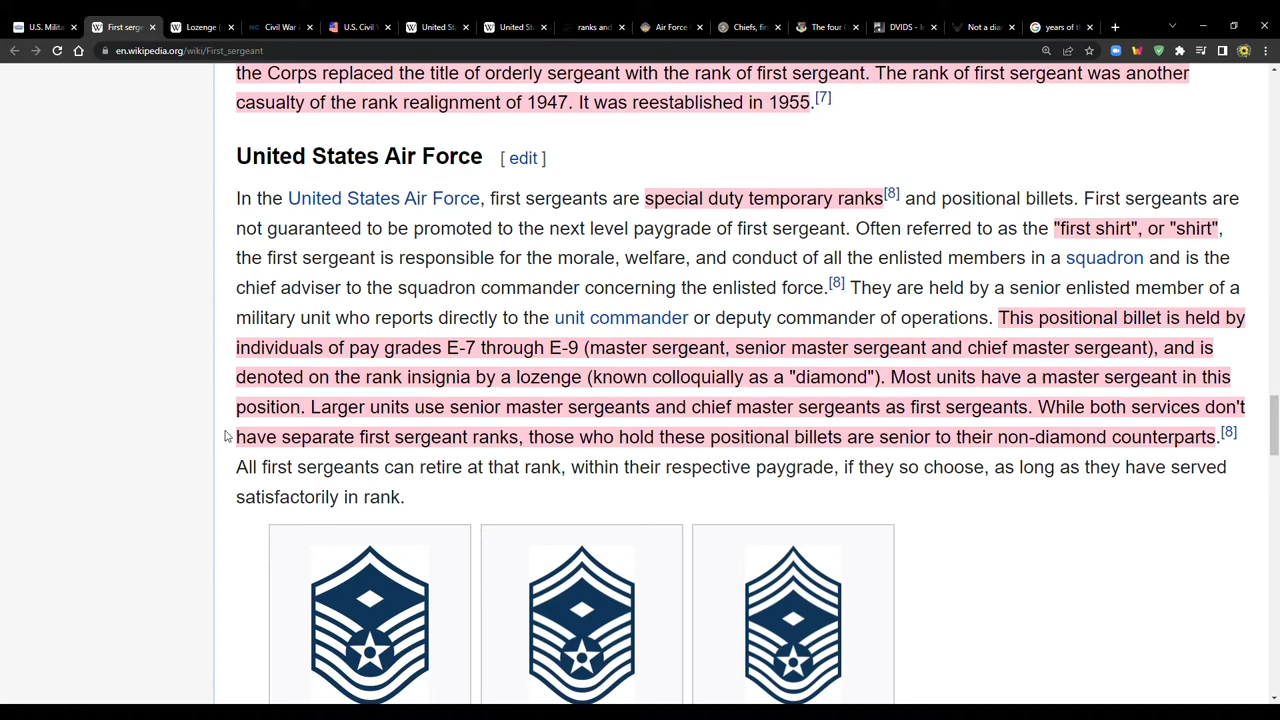 U.S. Milita
First serg
Lozenge (
Civil War A
U.S. Civil
United St
United St
ranks and
Air Force
Chiefs, fir
The four
DVIDS - I
Not a dia
years of t
en.wikipedia.org/wiki/First_sergeant
the Corps replaced the title of orderly sergeant with the rank of first sergeant. The rank of first sergeant was another
casualty of the rank realignment of 1947. It was reestablished in 1955.[7]
United States Air Force [ edit ]
In the United States Air Force, first sergeants are special duty temporary ranks[8] and positional billets. First sergeants are
not guaranteed to be promoted to the next level paygrade of first sergeant. Often referred to as the "first shirt", or "shirt",
the first sergeant is responsible for the morale, welfare, and conduct of all the enlisted members in a squadron and is the
chief adviser to the squadron commander concerning the enlisted force.[8] They are held by a senior enlisted member of a
military unit who reports directly to the unit commander or deputy commander of operations. This positional billet is held by
individuals of pay grades E-7 through E-9 (master sergeant, senior master sergeant and chief master sergeant), and is
denoted on the rank insignia by a lozenge (known colloquially as a "diamond"). Most units have a master sergeant in this
position. Larger units use senior master sergeants and chief master sergeants as first sergeants. While both services don't
have separate first sergeant ranks, those who hold these positional billets are senior to their non-diamond counterparts.[8]
All first sergeants can retire at that rank, within their respective paygrade, if they so choose, as long as they have served
satisfactorily in rank.